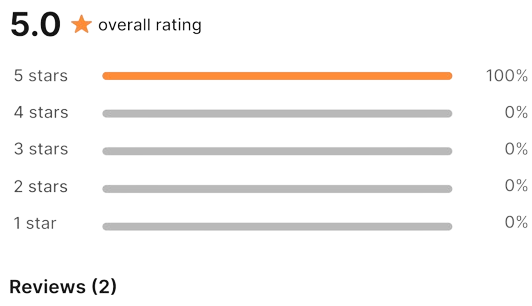 5.0 overall rating
5 stars 100%
4 stars 0%
3 stars 0%
2 stars 0%
1 star 0%
Reviews (2)